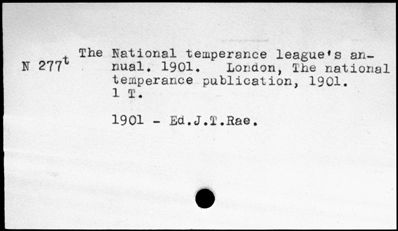 The National temperance league's an-
N 277t nual. 1901. London, The national
temperance publication, 1901.
1 T.
1901 - Ed.J.T.Rae.